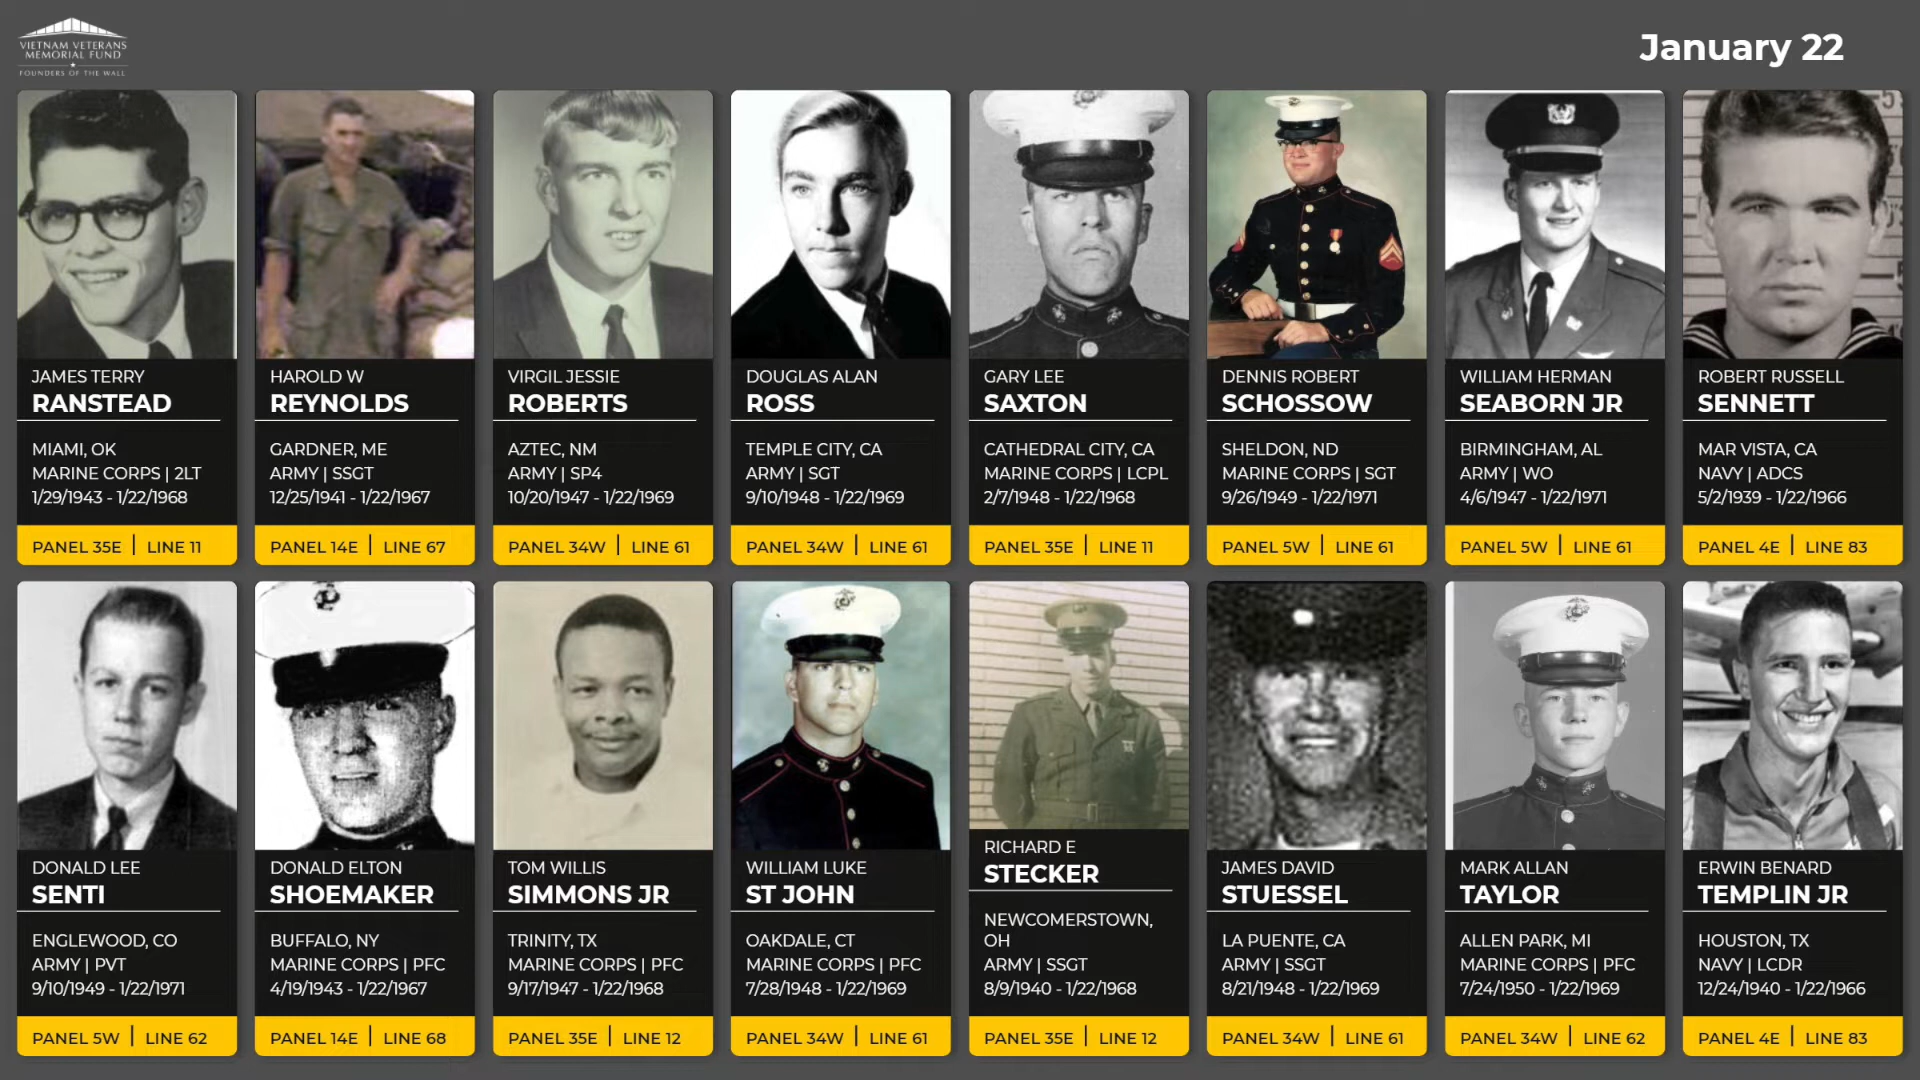 VIETNAM VETERANS
MEMORIAL FUND
FOUNDERS OF THE WALL
January 22
JAMES TERRY
RANSTEAD
MIAMI, OK
MARINE CORPS | 2LT
1/29/1943 - 1/22/1968
PANEL 35E | LINE 11
HAROLD W
REYNOLDS
GARDNER, ME
ARMY | SSGT
12/25/1941 - 1/22/1967
PANEL 14E | LINE 67
VIRGIL JESSIE
ROBERTS
AZTEC, NM
ARMY | SP4
10/20/1947 - 1/22/1969
PANEL 34W | LINE 61
DOUGLAS ALAN
ROSS
TEMPLE CITY, CA
ARMY | SGT
9/10/1948 - 1/22/1969
PANEL 34W | LINE 61
GARY LEE
SAXTON
CATHEDRAL CITY, CA
MARINE CORPS | LCPL
2/7/1948 - 1/22/1968
PANEL 35E | LINE 11
DENNIS ROBERT
SCHOSSOW
SHELDON, ND
MARINE CORPS | SGT
9/26/1949 - 1/22/1971
PANEL 5W | LINE 61
WILLIAM HERMAN
SEABORN JR
BIRMINGHAM, AL
ARMY | WO
4/6/1947 - 1/22/1971
PANEL 5W | LINE 61
ROBERT RUSSELL
SENNETT
MAR VISTA, CA
NAVY | ADCS
5/2/1939 - 1/22/1966
PANEL 4E | LINE 83
DONALD LEE
SENTI
ENGLEWOOD, CO
ARMY | PVT
9/10/1949 - 1/22/1971
PANEL 5W | LINE 62
DONALD ELTON
SHOEMAKER
BUFFALO, NY
MARINE CORPS | PFC
4/19/1943 - 1/22/1967
PANEL 14E | LINE 68
TOM WILLIS
SIMMONS JR
TRINITY, TX
MARINE CORPS | PFC
9/17/1947 - 1/22/1968
PANEL 35E | LINE 12
WILLIAM LUKE
ST JOHN
OAKDALE, CT
MARINE CORPS | PFC
7/28/1948 - 1/22/1969
PANEL 34W | LINE 61
RICHARD E
STECKER
NEWCOMERSTOWN,
OH
ARMY | SSGT
8/9/1940 - 1/22/1968
PANEL 35E | LINE 12
JAMES DAVID
STUESSEL
LA PUENTE, CA
ARMY | SSGT
8/21/1948 - 1/22/1969
PANEL 34W | LINE 61
MARK ALLAN
TAYLOR
ALLEN PARK, MI
MARINE CORPS | PFC
7/24/1950 - 1/22/1969
PANEL 34W | LINE 62
ERWIN BENARD
TEMPLIN JR
HOUSTON, TX
NAVY | LCDR
12/24/1940 - 1/22/1966
PANEL 4E | LINE 83